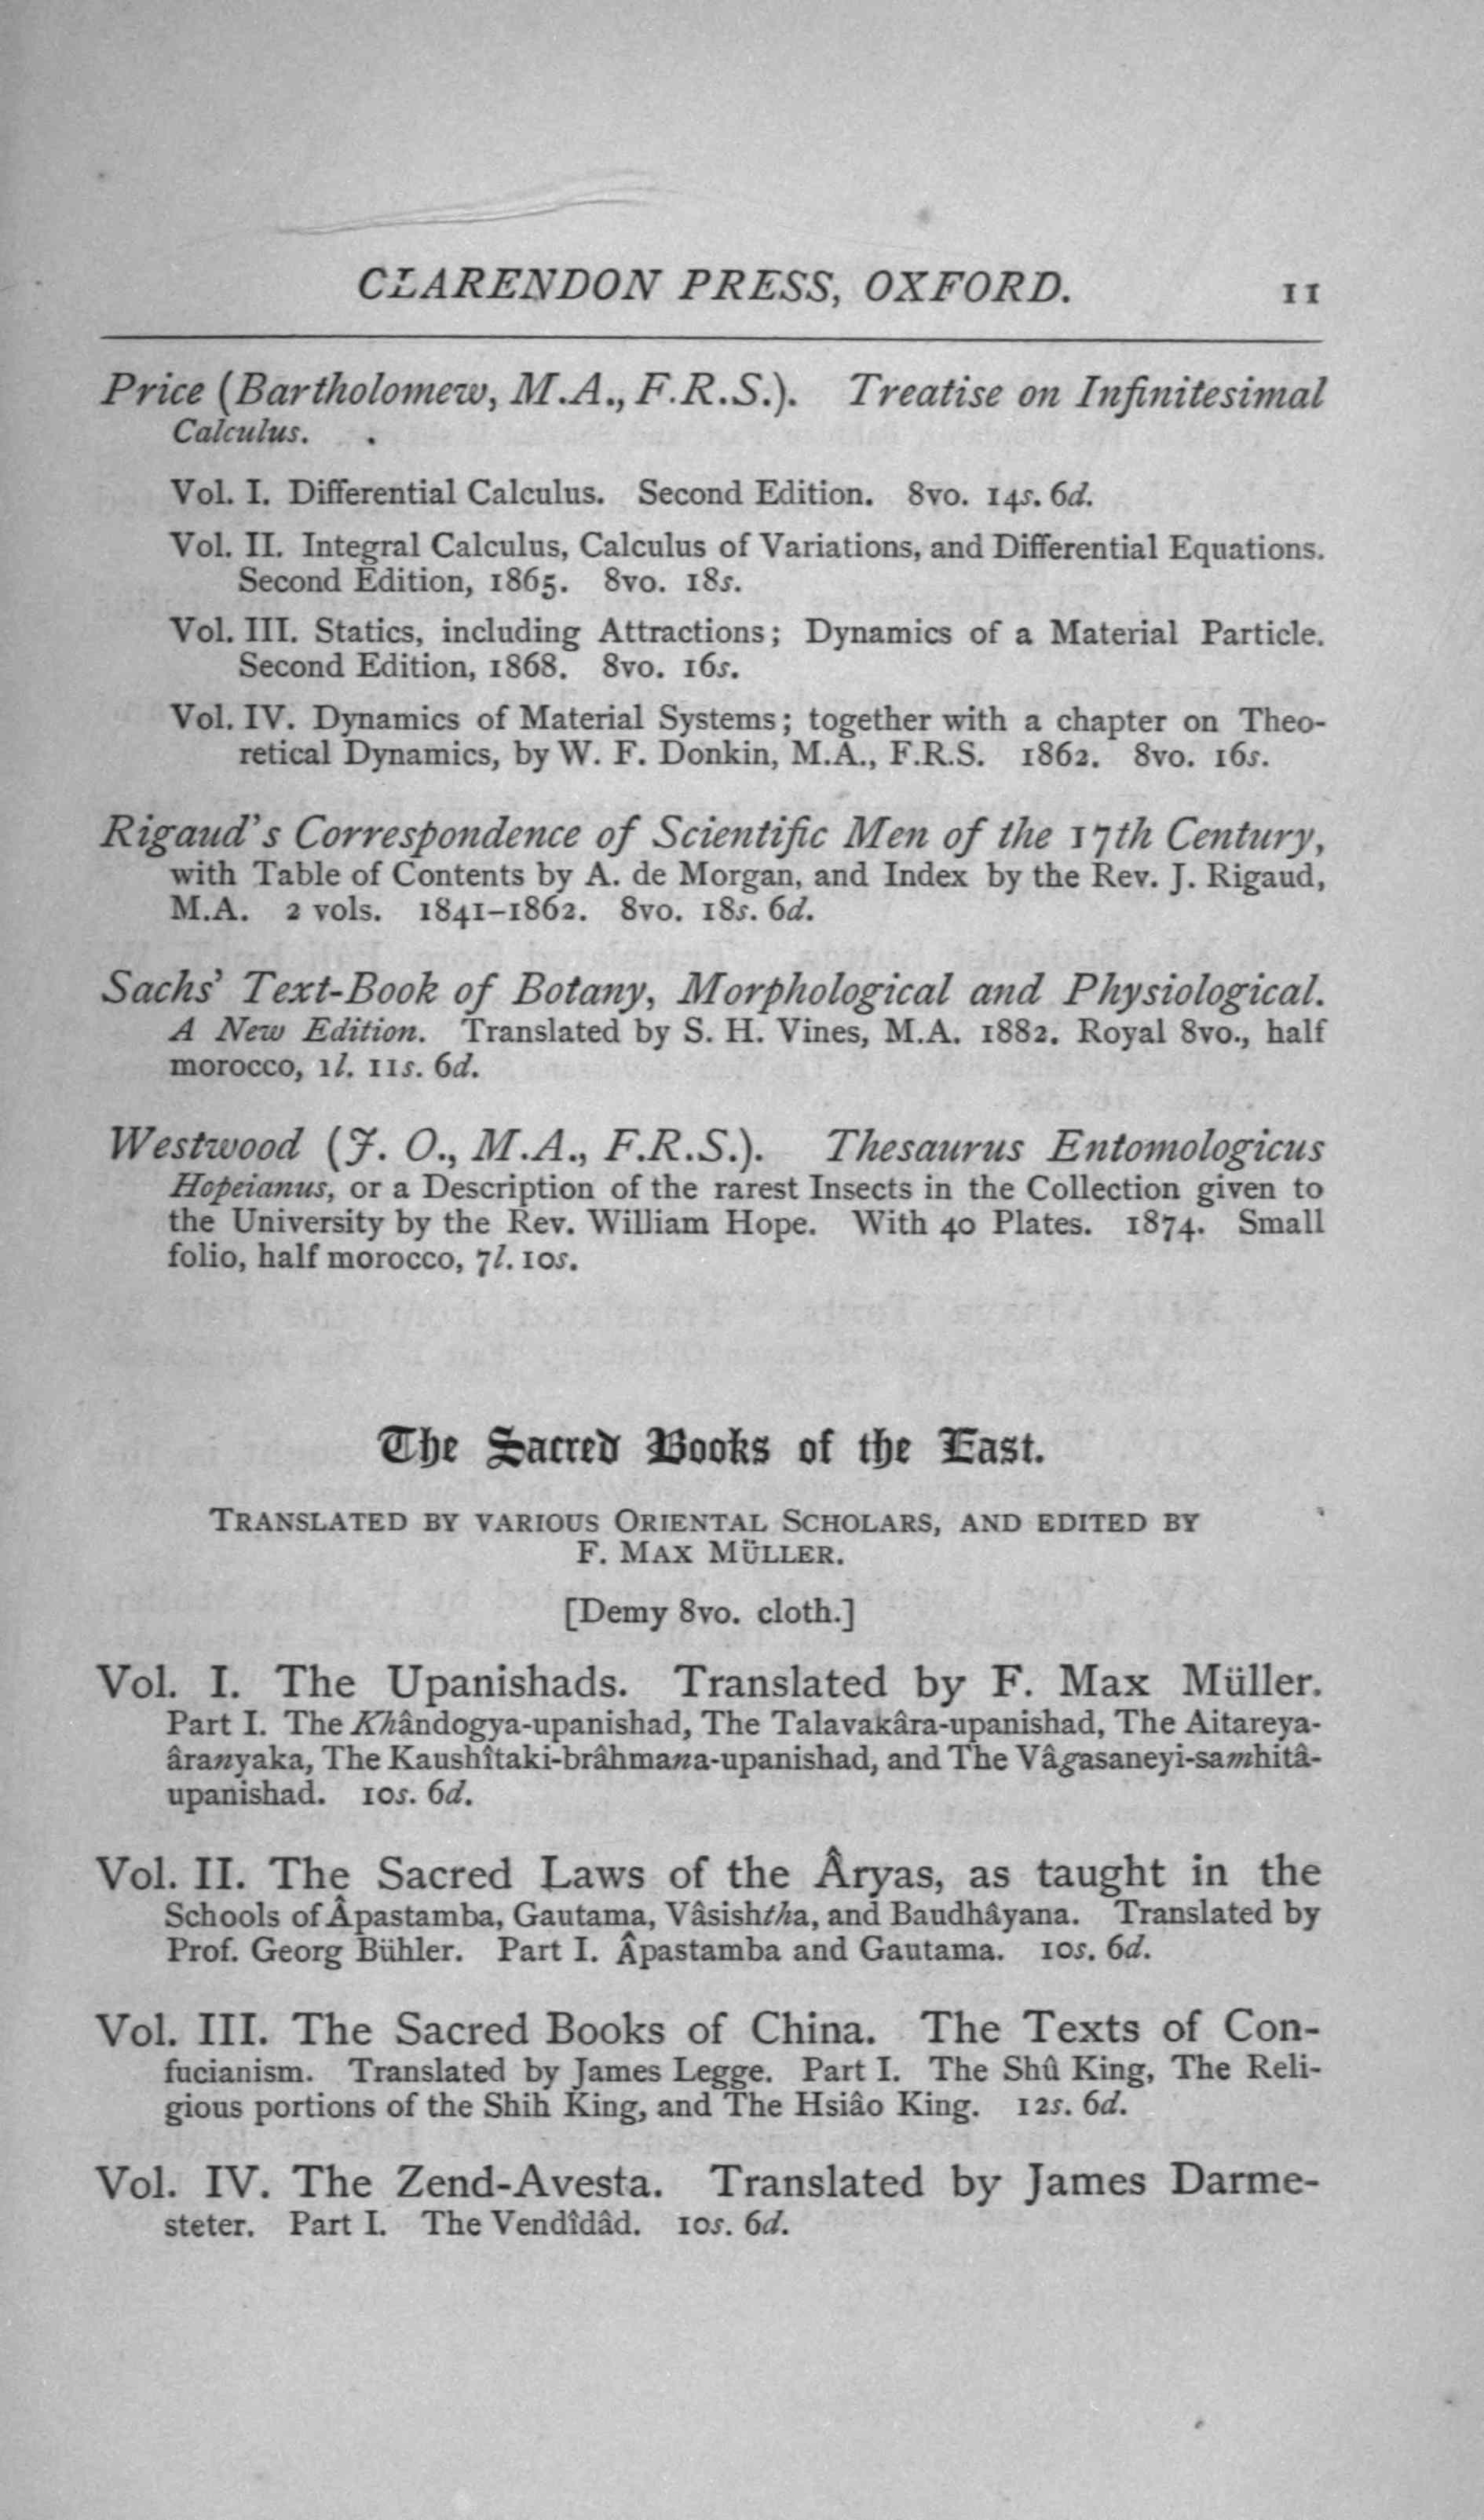 CLARENDON PRESS, OXFORD. 11
Price (Bartholomew, M.A., F.R.S.). Treatise on Infinitesimal
Calculus.
Vol. I. Differential Calculus. Second Edition. 8vo. 14s. 6d.
Vol. II. Integral Calculus, Calculus of Variations, and Differential Equations.
Second Edition, 1865. 8vo. 18s.
Vol. III. Statics, including Attractions; Dynamics of a Material Particle.
Second Edition, 1868. 8vo. 16s.
Vol. IV. Dynamics of Material Systems; together with a chapter on Theo-
retical Dynamics, by W. F. Donkin, M.A., F.R.S. 1862. 8vo. 16s.
Rigaud's Correspondence of Scientific Men of the 17th Century,
with Table of Contents by A. de Morgan, and Index by the Rev. J. Rigaud,
M.A. 2 vols. 1841–1862. 8vo. 18s. 6d.
Sachs' Text-Book of Botany, Morphological and Physiological.
A New Edition. Translated by S. H. Vines, M.A. 1882. Royal 8vo., half
morocco, 1l. 11s. 6d.
Westwood (J. O., M.A., F.R.S.). Thesaurus Entomologicus
Hopeianus, or a Description of the rarest Insects in the Collection given to
the University by the Rev. William Hope. With 40 Plates. 1874. Small
folio, half morocco, 7l. 10s.
The Sacred Books of the East.
TRANSLATED BY VARIOUS ORIENTAL SCHOLARS, AND EDITED BY
F. MAX MÜLLER.
[Demy 8vo. cloth.]
Vol. I. The Upanishads. Translated by F. Max Müller.
Part I. The Khândogya-upanishad, The Talavakâra-upanishad, The Aitareya-
âranyaka, The Kaushîtaki-brâhmana-upanishad, and The Vâgasaneyi-samhitâ-
upanishad. 10s. 6d.
Vol. II. The Sacred Laws of the Âryas, as taught in the
Schools of Âpastamba, Gautama, Vâsishtha, and Baudhâyana. Translated by
Prof. Georg Bühler. Part I. Âpastamba and Gautama. 10s. 6d.
Vol. III. The Sacred Books of China. The Texts of Con-
fucianism. Translated by James Legge. Part I. The Shû King, The Reli-
gious portions of the Shih King, and The Hsiâo King. 12s. 6d.
Vol. IV. The Zend-Avesta. Translated by James Darme-
steter. Part I. The Vendîdâd. 10s. 6d.